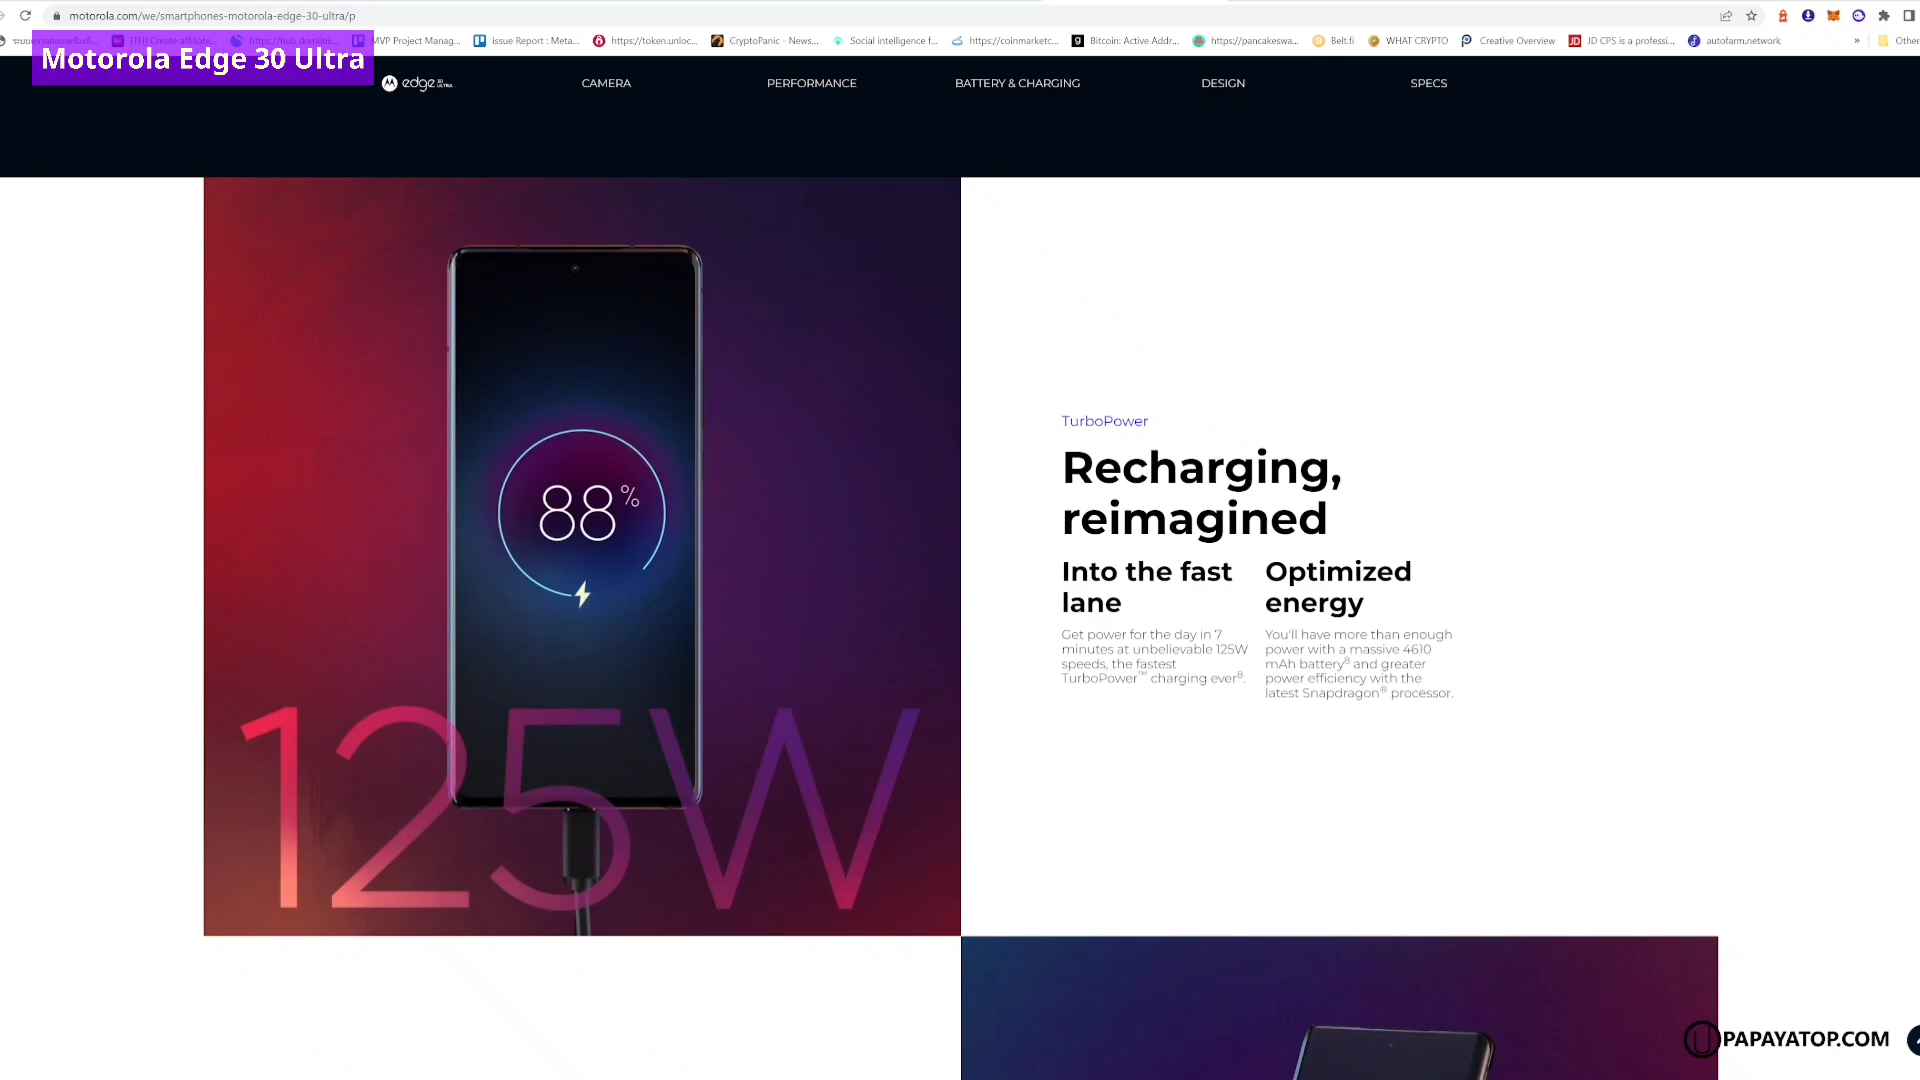 motorola.com/we/smartphones-motorola-edge-30-ultra/p
[TH] Create affiliate... https://hub.skimlink... MVP Project Manag... issue Report : Meta... https://token.unloc... CryptoPanic - News... Social intelligence f... https://coinmarketc... Bitcoin: Active Addr... https://pancakeswa... Belt.fi WHAT CRYPTO Creative Overview JD CPS is a professi... autofarm.network » Other
Motorola Edge 30 Ultra
edge 30 ULTRA CAMERA PERFORMANCE BATTERY & CHARGING DESIGN SPECS
88%
125W
TurboPower
Recharging,
reimagined
Into the fast
lane
Get power for the day in 7
minutes at unbelievable 125W
speeds, the fastest
TurboPower™ charging ever⁸.
Optimized
energy
You'll have more than enough
power with a massive 4610
mAh battery⁸ and greater
power efficiency with the
latest Snapdragon® processor.
PAPAYATOP.COM